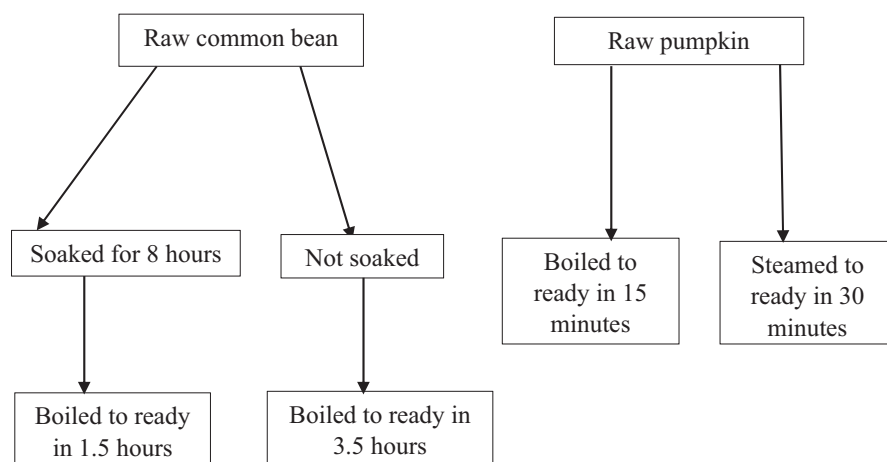 Raw common bean
Raw pumpkin
Soaked for 8 hours
Not soaked
Boiled to
ready in 15
minutes
Steamed to
ready in 30
minutes
Boiled to ready
in 1.5 hours
Boiled to ready in
3.5 hours